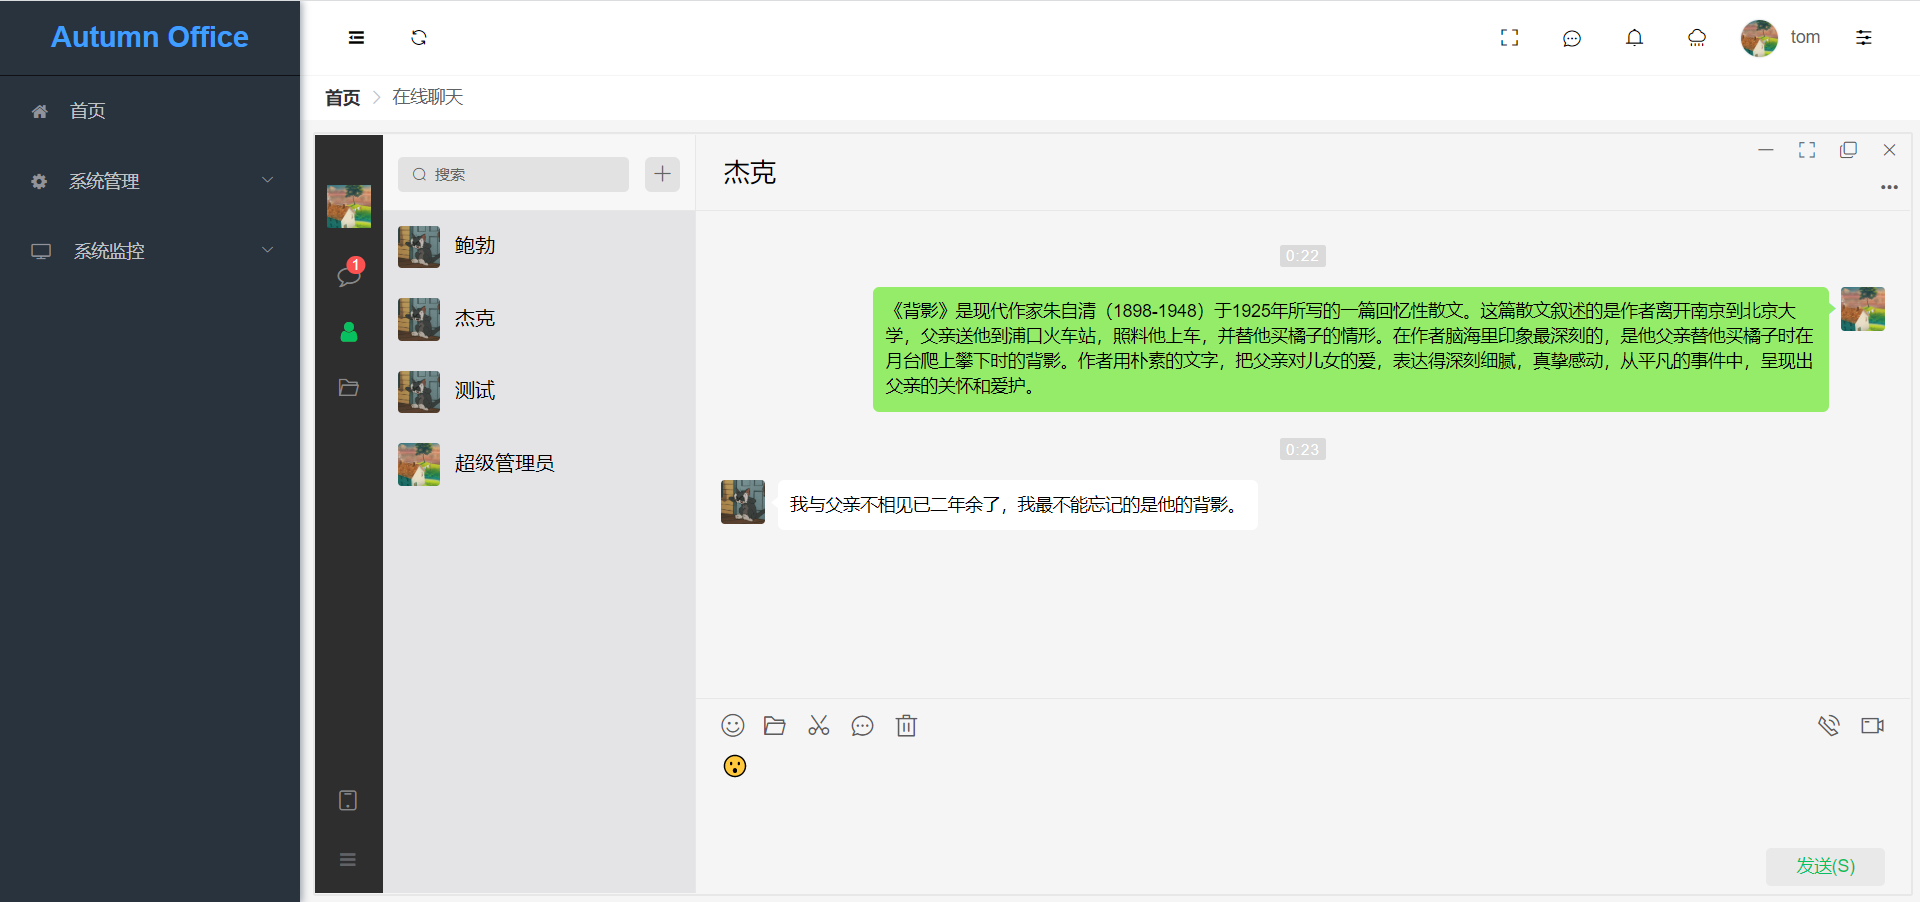 Autumn Office
tom
首页
系统管理
系统监控
首页
在线聊天
搜索
1
鲍勃
杰克
测试
超级管理员
杰克
0:22
《背影》是现代作家朱自清（1898-1948）于1925年所写的一篇回忆性散文。这篇散文叙述的是作者离开南京到北京大
学，父亲送他到浦口火车站，照料他上车，并替他买橘子的情形。在作者脑海里印象最深刻的，是他父亲替他买橘子时在
月台爬上攀下时的背影。作者用朴素的文字，把父亲对儿女的爱，表达得深刻细腻，真挚感动，从平凡的事件中，呈现出
父亲的关怀和爱护。
0:23
我与父亲不相见已二年余了，我最不能忘记的是他的背影。
😮
发送(S)